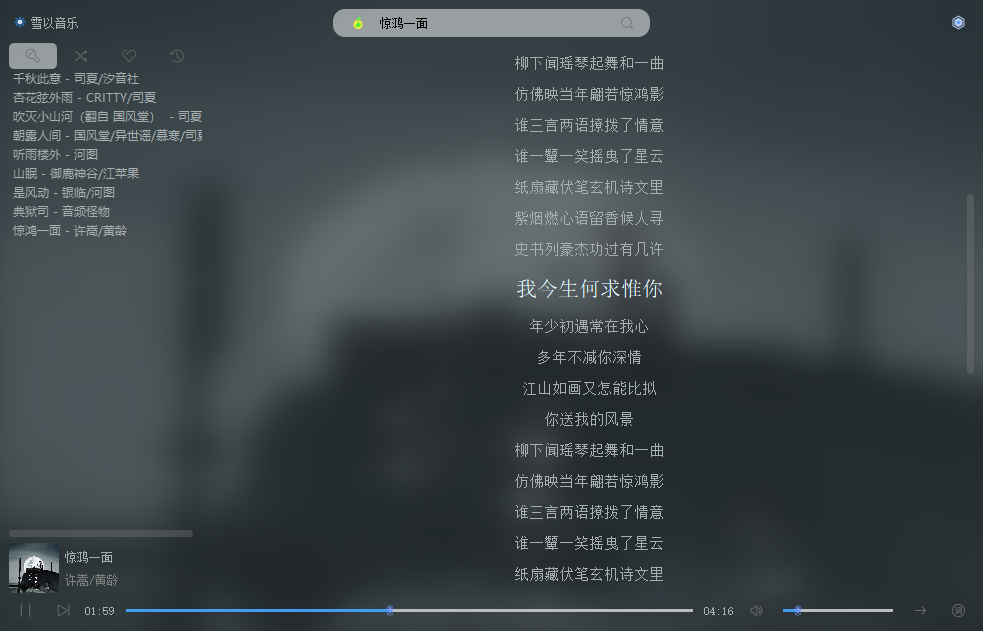 雪以音乐
惊鸿一面
千秋此意 - 司夏/汐音社
杏花弦外雨 - CRITTY/司夏
吹灭小山河（翻自 国风堂） - 司夏
朝露人间 - 国风堂/异世谣/慕寒/司夏
听雨楼外 - 河图
山眠 - 御鹿神谷/江苹果
是风动 - 银临/河图
典狱司 - 音频怪物
惊鸿一面 - 许嵩/黄龄
柳下闻瑶琴起舞和一曲
仿佛映当年翩若惊鸿影
谁三言两语撩拨了情意
谁一颦一笑摇曳了星云
纸扇藏伏笔玄机诗文里
紫烟燃心语留香候人寻
史书列豪杰功过有几许
我今生何求惟你
年少初遇常在我心
多年不减你深情
江山如画又怎能比拟
你送我的风景
柳下闻瑶琴起舞和一曲
仿佛映当年翩若惊鸿影
谁三言两语撩拨了情意
谁一颦一笑摇曳了星云
纸扇藏伏笔玄机诗文里
惊鸿一面
许嵩/黄龄
01:59
04:16
词